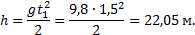 h = gt₁²/2 = 9,8 · 1,5²/2 = 22,05 м.